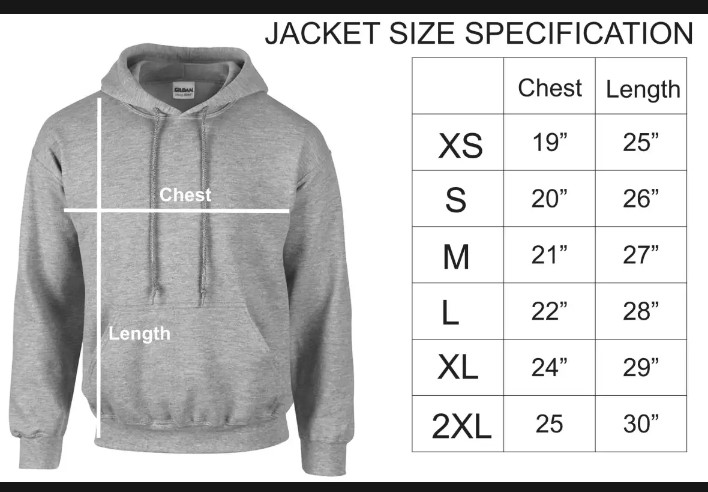 JACKET SIZE SPECIFICATION
Chest Length
XS 19” 25”
S 20” 26”
M 21” 27”
L 22” 28”
XL 24” 29”
2XL 25 30”
GILDAN
Chest
Length